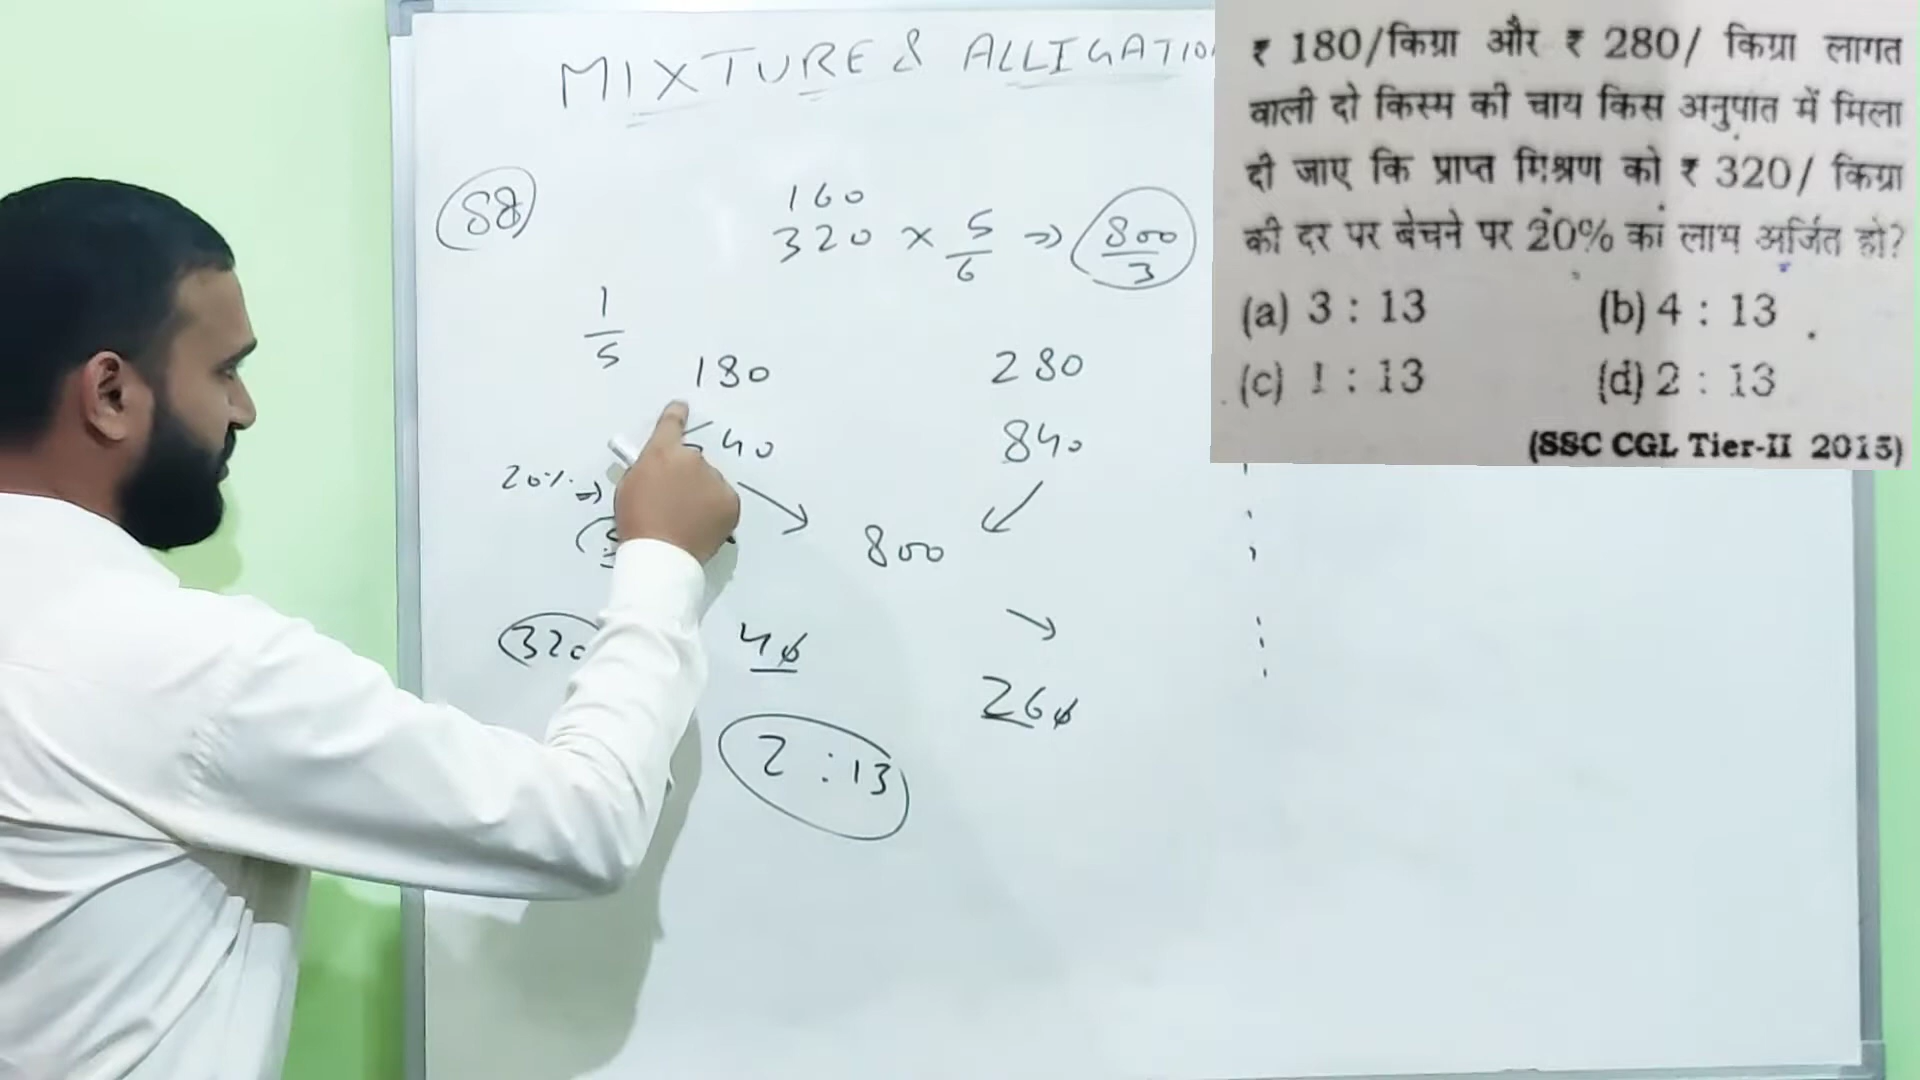 MIXTURE & ALLIGATIO
58
160
320 × 5/6 ⇒ 800/3
1/5
180 280
540 840
20% ⇒
800
320 40
260
2 : 13
₹ 180/किग्रा और ₹ 280/ किग्रा लागत
वाली दो किस्म की चाय किस अनुपात में मिला
दी जाए कि प्राप्त मिश्रण को ₹ 320/ किग्रा
की दर पर बेचने पर 20% का लाभ अर्जित हो?
(a) 3 : 13 (b) 4 : 13
(c) 1 : 13 (d) 2 : 13
(SSC CGL Tier-II 2015)